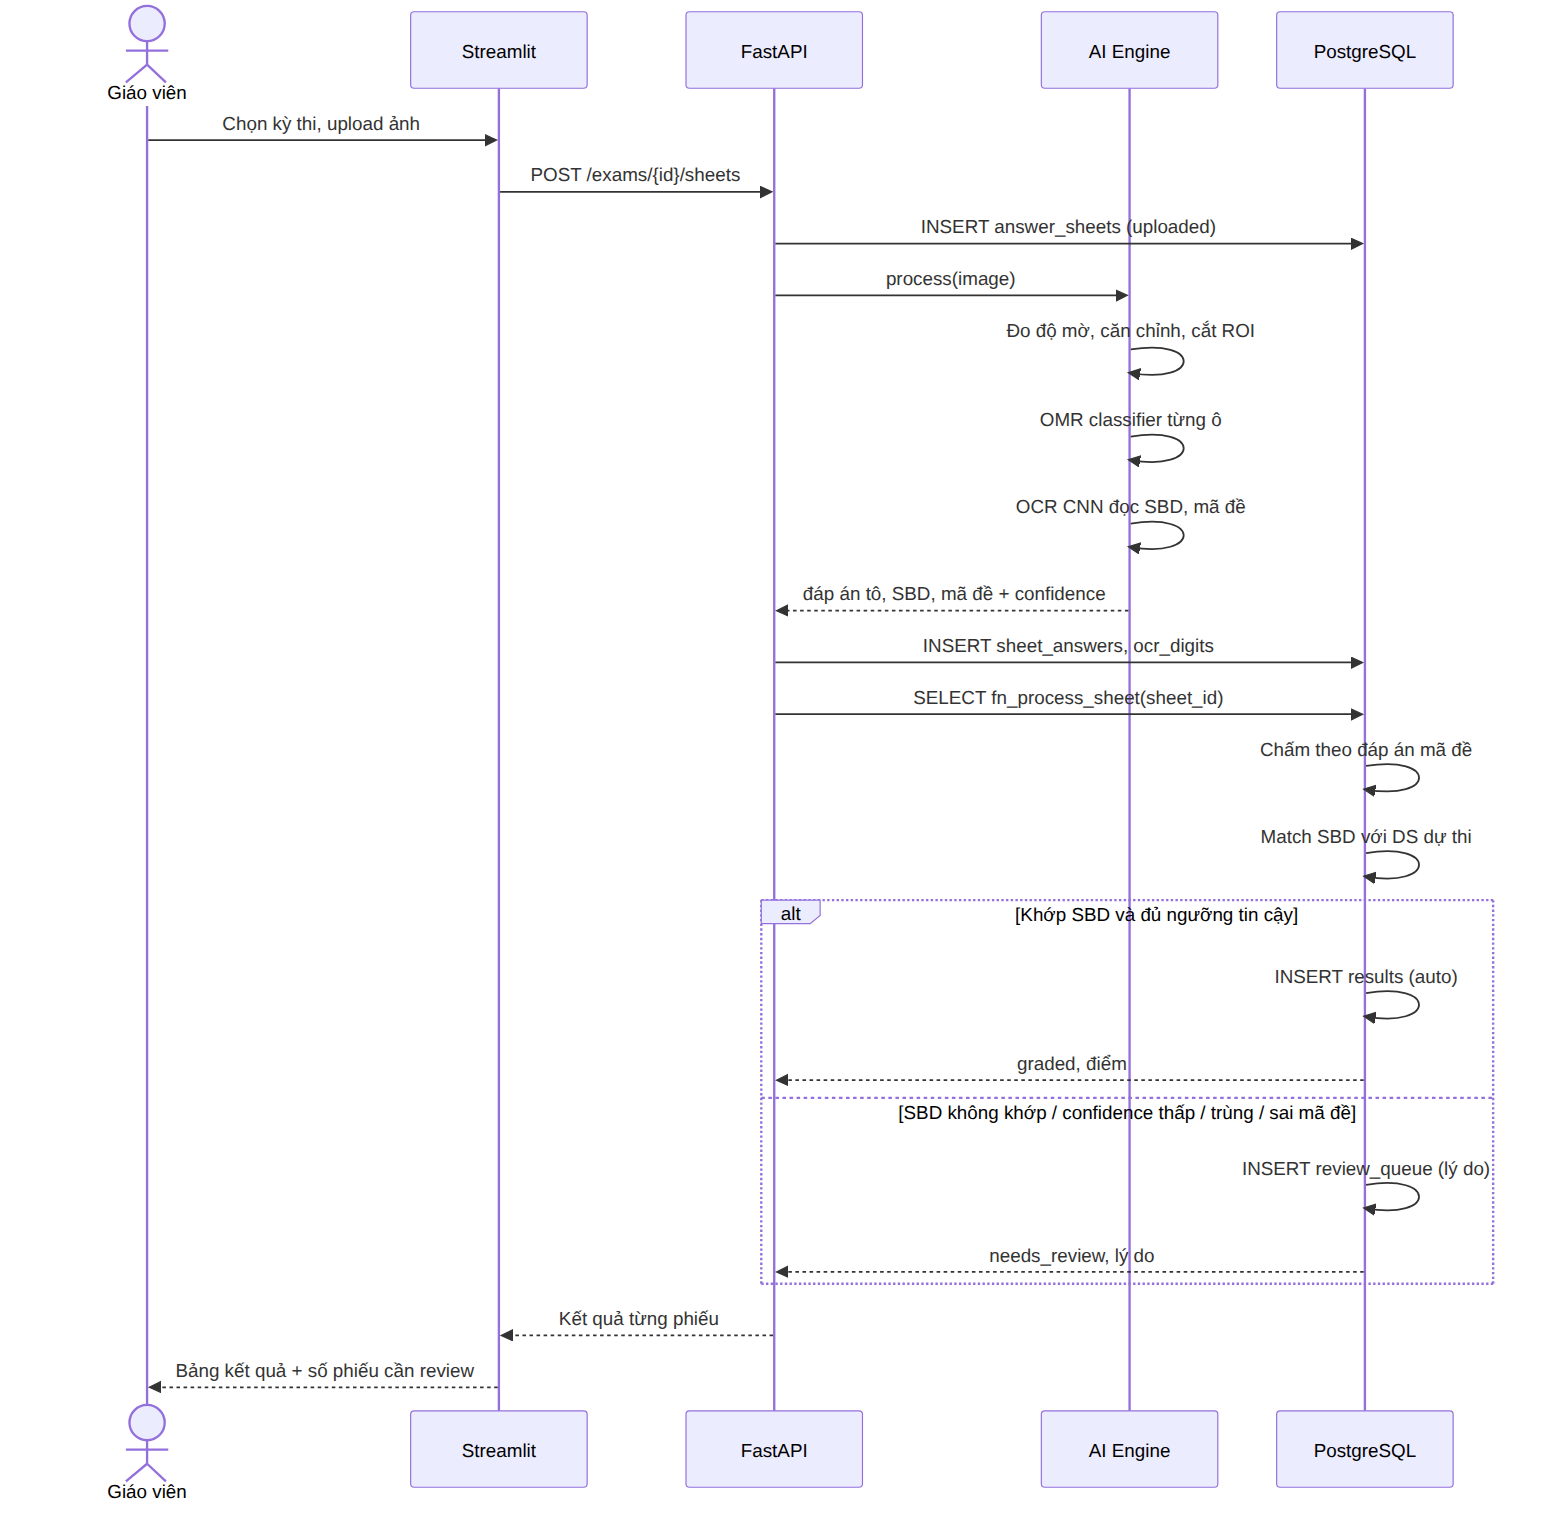 Giáo viên
Streamlit
FastAPI
AI Engine
PostgreSQL
Chọn kỳ thi, upload ảnh
POST /exams/{id}/sheets
INSERT answer_sheets (uploaded)
process(image)
Đo độ mờ, căn chỉnh, cắt ROI
OMR classifier từng ô
OCR CNN đọc SBD, mã đề
đáp án tô, SBD, mã đề + confidence
INSERT sheet_answers, ocr_digits
SELECT fn_process_sheet(sheet_id)
Chấm theo đáp án mã đề
Match SBD với DS dự thi
alt
[Khớp SBD và đủ ngưỡng tin cậy]
INSERT results (auto)
graded, điểm
[SBD không khớp / confidence thấp / trùng / sai mã đề]
INSERT review_queue (lý do)
needs_review, lý do
Kết quả từng phiếu
Bảng kết quả + số phiếu cần review
Giáo viên
Streamlit
FastAPI
AI Engine
PostgreSQL